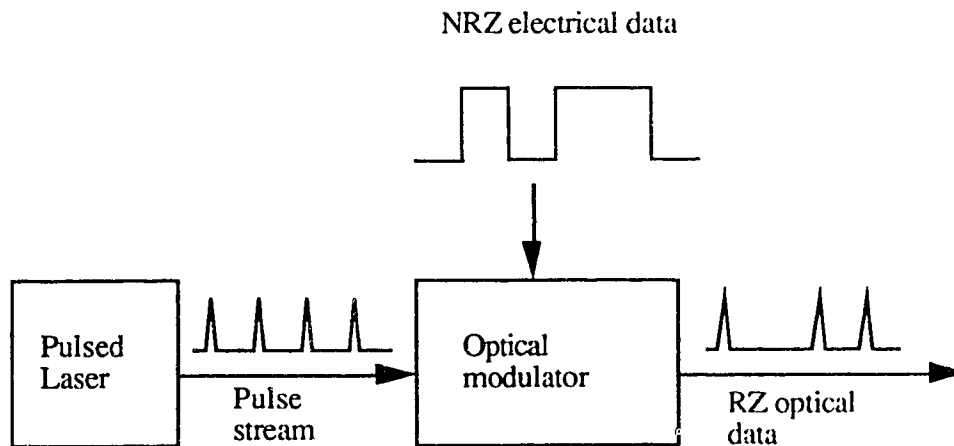 NRZ electrical data
Pulsed
Laser
Pulse
stream
Optical
modulator
RZ optical
data